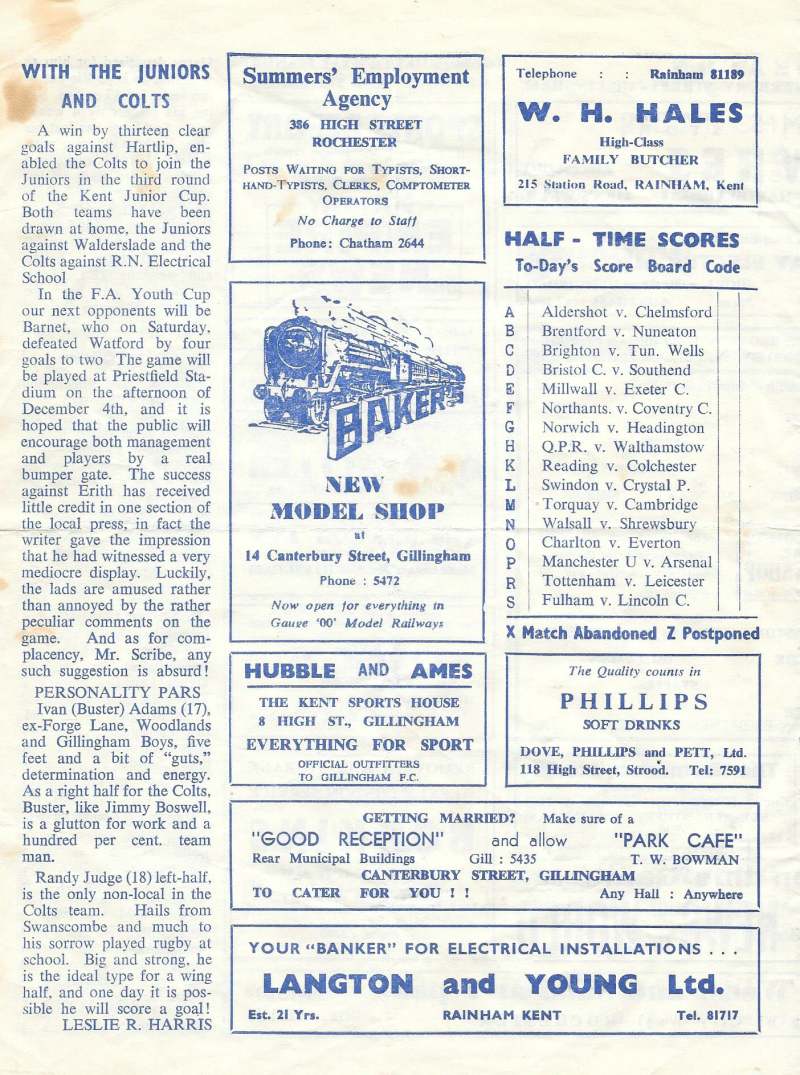 WITH THE JUNIORS
AND COLTS
A win by thirteen clear
goals against Hartlip, en-
abled the Colts to join the
Juniors in the third round
of the Kent Junior Cup.
Both teams have been
drawn at home, the Juniors
against Walderslade and the
Colts against R.N. Electrical
School
In the F.A. Youth Cup
our next opponents will be
Barnet, who on Saturday,
defeated Watford by four
goals to two The game will
be played at Priestfield Sta-
dium on the afternoon of
December 4th, and it is
hoped that the public will
encourage both management
and players by a real
bumper gate. The success
against Erith has received
little credit in one section of
the local press, in fact the
writer gave the impression
that he had witnessed a very
mediocre display. Luckily,
the lads are amused rather
than annoyed by the rather
peculiar comments on the
game. And as for com-
placency, Mr. Scribe, any
such suggestion is absurd!
PERSONALITY PARS
Ivan (Buster) Adams (17),
ex-Forge Lane, Woodlands
and Gillingham Boys, five
feet and a bit of "guts,"
determination and energy.
As a right half for the Colts,
Buster, like Jimmy Boswell,
is a glutton for work and a
hundred per cent. team
man.
Randy Judge (18) left-half,
is the only non-local in the
Colts team. Hails from
Swanscombe and much to
his sorrow played rugby at
school. Big and strong, he
is the ideal type for a wing
half, and one day it is pos-
sible he will score a goal!
LESLIE R. HARRIS
Summers' Employment
Agency
386 HIGH STREET
ROCHESTER
POSTS WAITING FOR TYPISTS, SHORT-
HAND-TYPISTS, CLERKS, COMPTOMETER
OPERATORS
No Charge to Staff
Phone: Chatham 2644
BAKER'S
NEW
MODEL SHOP
at
14 Canterbury Street, Gillingham
Phone : 5472
Now open for everything in
Gauge '00' Model Railways
HUBBLE AND AMES
THE KENT SPORTS HOUSE
8 HIGH ST., GILLINGHAM
EVERYTHING FOR SPORT
OFFICIAL OUTFITTERS
TO GILLINGHAM F.C.
Telephone : : Rainham 81189
W. H. HALES
High-Class
FAMILY BUTCHER
215 Station Road, RAINHAM, Kent
HALF - TIME SCORES
To-Day's Score Board Code
A Aldershot v. Chelmsford
B Brentford v. Nuneaton
C Brighton v. Tun. Wells
D Bristol C. v. Southend
E Millwall v. Exeter C.
F Northants. v. Coventry C.
G Norwich v. Headington
H Q.P.R. v. Walthamstow
K Reading v. Colchester
L Swindon v. Crystal P.
M Torquay v. Cambridge
N Walsall v. Shrewsbury
O Charlton v. Everton
P Manchester U v. Arsenal
R Tottenham v. Leicester
S Fulham v. Lincoln C.
X Match Abandoned Z Postponed
The Quality counts in
PHILLIPS
SOFT DRINKS
DOVE, PHILLIPS and PETT, Ltd.
118 High Street, Strood. Tel: 7591
GETTING MARRIED? Make sure of a
"GOOD RECEPTION" and allow "PARK CAFE"
Rear Municipal Buildings Gill : 5435 T. W. BOWMAN
CANTERBURY STREET, GILLINGHAM
TO CATER FOR YOU ! ! Any Hall : Anywhere
YOUR "BANKER" FOR ELECTRICAL INSTALLATIONS . . .
LANGTON and YOUNG Ltd.
Est. 21 Yrs. RAINHAM KENT Tel. 81717